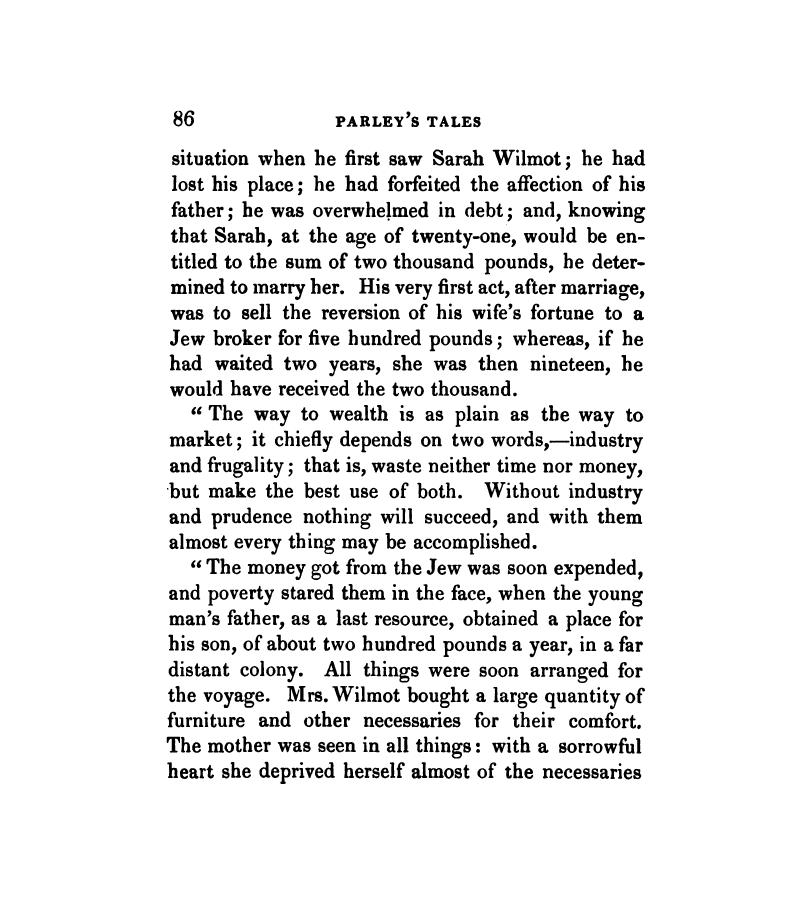 86 PARLEY'S TALES
situation when he first saw Sarah Wilmot; he had
lost his place; he had forfeited the affection of his
father; he was overwhelmed in debt; and, knowing
that Sarah, at the age of twenty-one, would be en-
titled to the sum of two thousand pounds, he deter-
mined to marry her. His very first act, after marriage,
was to sell the reversion of his wife's fortune to a
Jew broker for five hundred pounds; whereas, if he
had waited two years, she was then nineteen, he
would have received the two thousand.
“ The way to wealth is as plain as the way to
market; it chiefly depends on two words,—industry
and frugality; that is, waste neither time nor money,
but make the best use of both. Without industry
and prudence nothing will succeed, and with them
almost every thing may be accomplished.
“ The money got from the Jew was soon expended,
and poverty stared them in the face, when the young
man's father, as a last resource, obtained a place for
his son, of about two hundred pounds a year, in a far
distant colony. All things were soon arranged for
the voyage. Mrs. Wilmot bought a large quantity of
furniture and other necessaries for their comfort.
The mother was seen in all things: with a sorrowful
heart she deprived herself almost of the necessaries